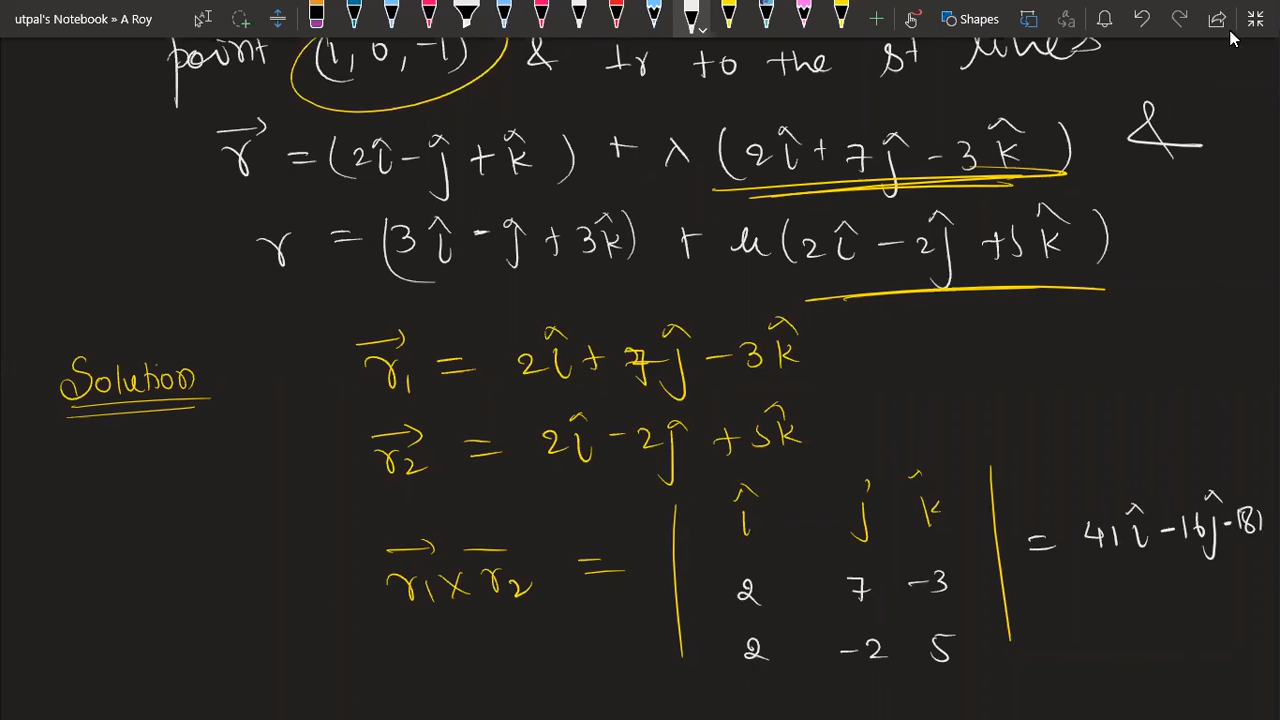 utpal's Notebook » A Roy
Shapes
point (1, 0, -1) & ⊥r to the st lines
r⃗ = (2î - ĵ + k̂) + λ (2î + 7ĵ - 3k̂) &
r = (3î - ĵ + 3k̂) + μ(2î - 2ĵ + 5k̂)
Solution
r⃗1 = 2î + 7ĵ - 3k̂
r⃗2 = 2î - 2ĵ + 5k̂
î ĵ k̂
r⃗1 × r2 = = 41î - 16ĵ - 18
2 7 -3
2 -2 5